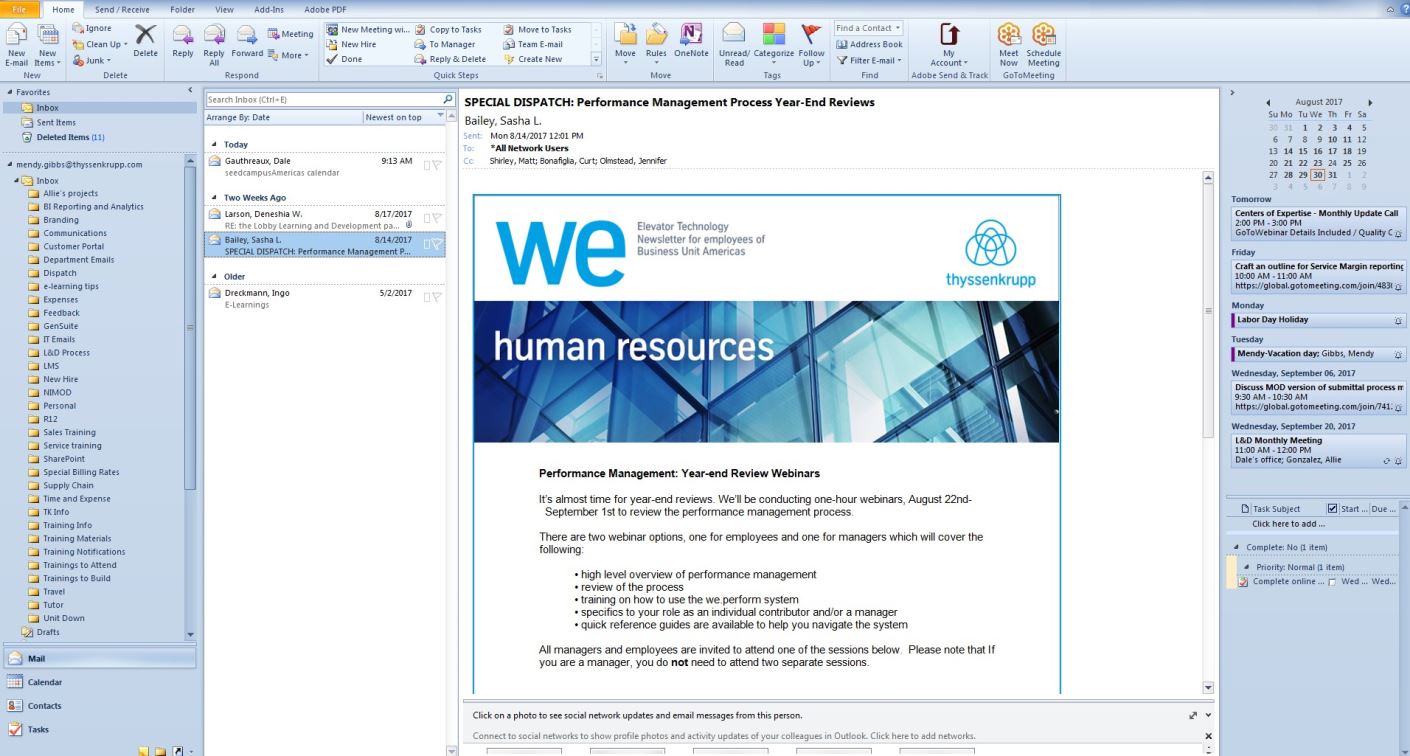 File Home Send / Receive Folder View Add-Ins Adobe PDF
New E-mail
New Items
New
Ignore
Clean Up
Junk
Delete
Delete
Reply
Reply All
Forward
Meeting
More
Respond
New Meeting wi... Copy to Tasks Move to Tasks
New Hire To Manager Team E-mail
Done Reply & Delete Create New
Quick Steps
Move
Rules
OneNote
Move
Unread/ Read
Categorize
Follow Up
Tags
Find a Contact
Address Book
Filter E-mail
Find
My Account
Adobe Send & Track
Meet Now
Schedule Meeting
GoToMeeting
Favorites
Inbox
Sent Items
Deleted Items (11)
mendy.gibbs@thyssenkrupp.com
Inbox
Allie's projects
BI Reporting and Analytics
Branding
Communications
Customer Portal
Department Emails
Dispatch
e-learning tips
Expenses
Feedback
GenSuite
IT Emails
L&D Process
LMS
New Hire
NIMOD
Personal
R12
Sales Training
Service training
SharePoint
Special Billing Rates
Supply Chain
Time and Expense
TK Info
Training Info
Training Materials
Training Notifications
Trainings to Attend
Trainings to Build
Travel
Tutor
Unit Down
Drafts
Mail
Calendar
Contacts
Tasks
Search Inbox (Ctrl+E)
Arrange By: Date Newest on top
Today
Gauthreaux, Dale 9:13 AM
seedcampusAmericas calendar
Two Weeks Ago
Larson, Deneshia W. 8/17/2017
RE: the Lobby Learning and Development pa...
Bailey, Sasha L. 8/14/2017
SPECIAL DISPATCH: Performance Management P...
Older
Dreckmann, Ingo 5/2/2017
E-Learnings
SPECIAL DISPATCH: Performance Management Process Year-End Reviews
Bailey, Sasha L.
Sent: Mon 8/14/2017 12:01 PM
To: *All Network Users
Cc: Shirley, Matt; Bonafiglia, Curt; Olmstead, Jennifer
we
Elevator Technology
Newsletter for employees of
Business Unit Americas
thyssenkrupp
human resources
Performance Management: Year-end Review Webinars
It's almost time for year-end reviews. We'll be conducting one-hour webinars, August 22nd-
September 1st to review the performance management process.
There are two webinar options, one for employees and one for managers which will cover the
following:
• high level overview of performance management
• review of the process
• training on how to use the we.perform system
• specifics to your role as an individual contributor and/or a manager
• quick reference guides are available to help you navigate the system
All managers and employees are invited to attend one of the sessions below. Please note that If
you are a manager, you do not need to attend two separate sessions.
Click on a photo to see social network updates and email messages from this person.
Connect to social networks to show profile photos and activity updates of your colleagues in Outlook. Click here to add networks.
August 2017
Su Mo Tu We Th Fr Sa
30 31 1 2 3 4 5
6 7 8 9 10 11 12
13 14 15 16 17 18 19
20 21 22 23 24 25 26
27 28 29 30 31 1 2
3 4 5 6 7 8 9
Tomorrow
Centers of Expertise - Monthly Update Call
2:00 PM - 3:00 PM
GoToWebinar Details Included / Quality C
Friday
Craft an outline for Service Margin reporting
10:00 AM - 11:00 AM
https://global.gotomeeting.com/join/483
Monday
Labor Day Holiday
Tuesday
Mendy-Vacation day; Gibbs, Mendy
Wednesday, September 06, 2017
Discuss MOD version of submittal process m
9:30 AM - 10:30 AM
https://global.gotomeeting.com/join/741
Wednesday, September 20, 2017
L&D Monthly Meeting
11:00 AM - 12:00 PM
Dale's office; Gonzalez, Allie
Task Subject Start ... Due ...
Click here to add ...
Complete: No (1 item)
Priority: Normal (1 item)
Complete online ... Wed ... Wed...